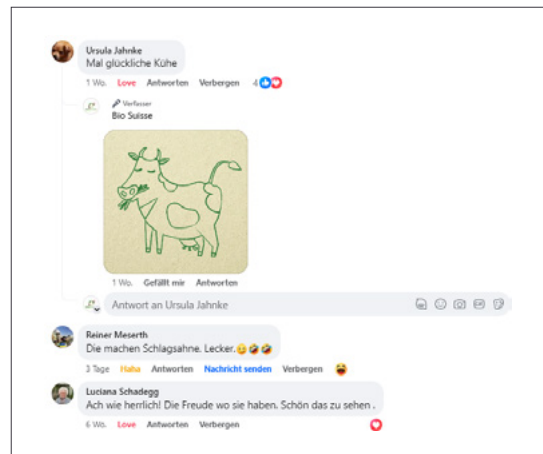 Ursula Jahnke
Mal glückliche Kühe
1 Wo. Love Antworten Verbergen 4
Verfasser
Bio Suisse
1 Wo. Gefällt mir Antworten
Antwort an Ursula Jahnke
Reiner Meserth
Die machen Schlagsahne. Lecker.
3 Tage Haha Antworten Nachricht senden Verbergen
Luciana Schadegg
Ach wie herrlich! Die Freude wo sie haben. Schön das zu sehen .
6 Wo. Love Antworten Verbergen